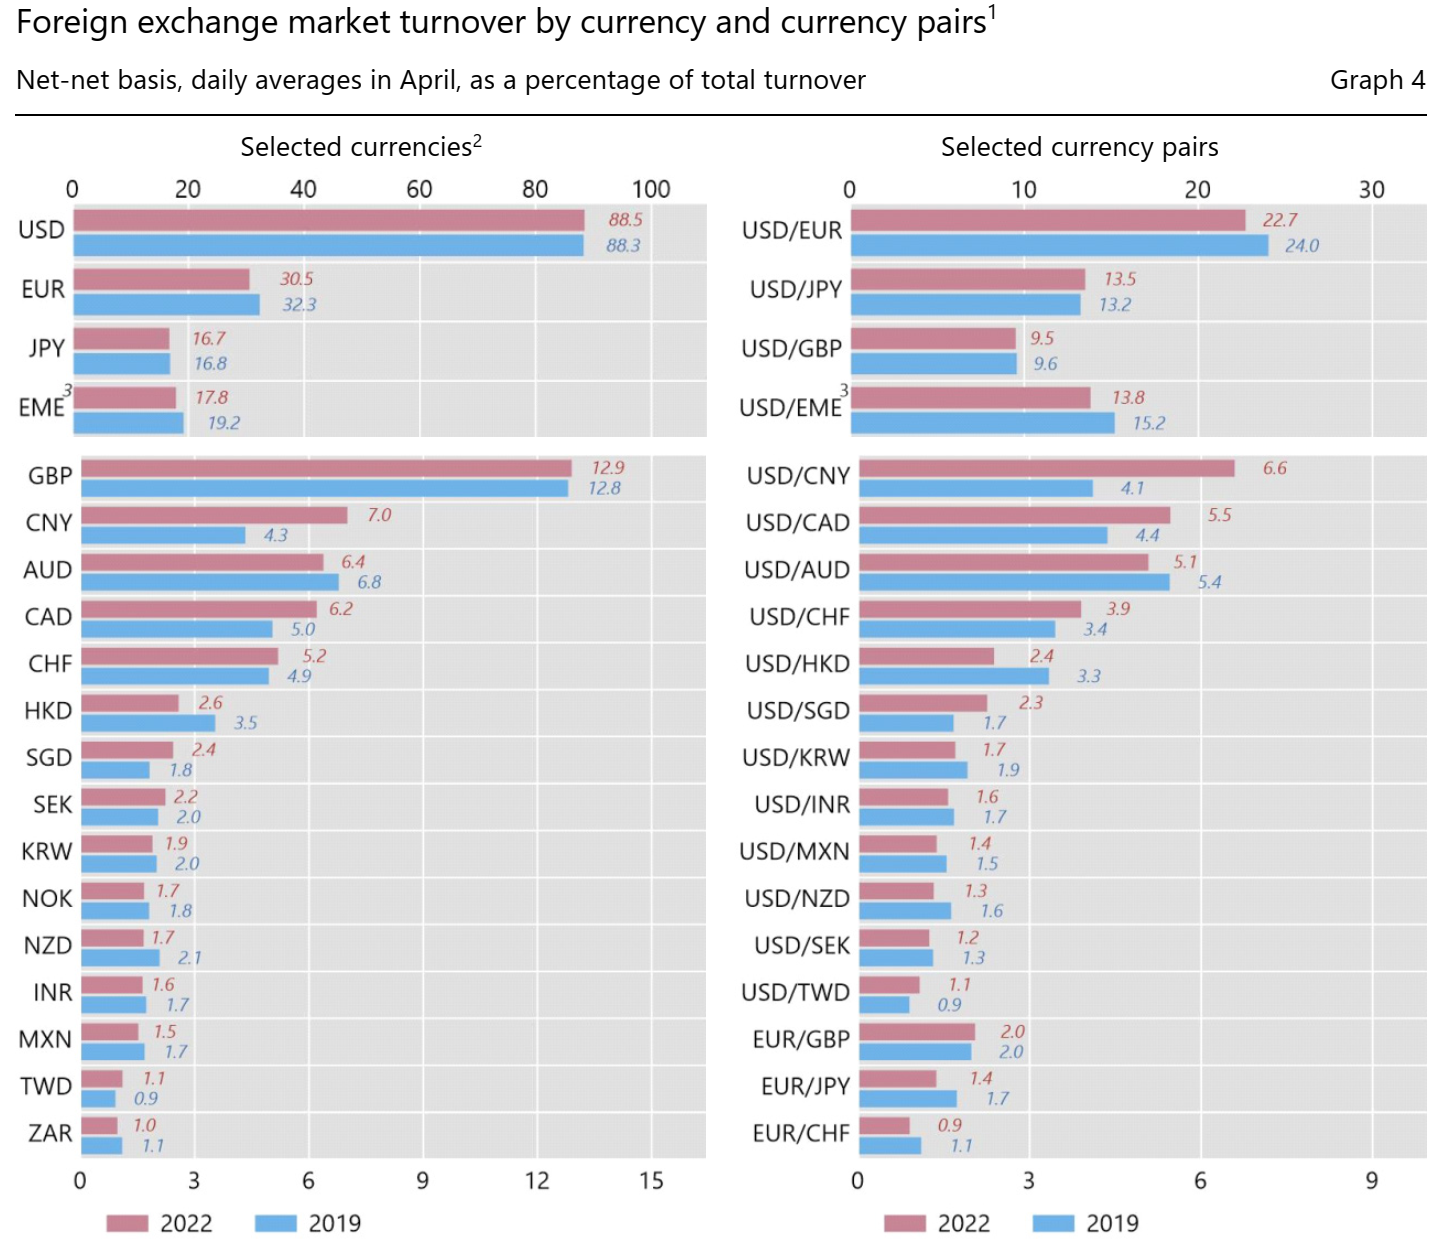 Foreign exchange market turnover by currency and currency pairs¹
Net-net basis, daily averages in April, as a percentage of total turnover Graph 4
Selected currencies²
0 20 40 60 80 100
USD 88.5
88.3
EUR 30.5
32.3
JPY 16.7
16.8
EME³ 17.8
19.2
GBP 12.9
12.8
CNY 7.0
4.3
AUD 6.4
6.8
CAD 6.2
5.0
CHF 5.2
4.9
HKD 2.6
3.5
SGD 2.4
1.8
SEK 2.2
2.0
KRW 1.9
2.0
NOK 1.7
1.8
NZD 1.7
2.1
INR 1.6
1.7
MXN 1.5
1.7
TWD 1.1
0.9
ZAR 1.0
1.1
0 3 6 9 12 15
2022 2019
Selected currency pairs
0 10 20 30
USD/EUR 22.7
24.0
USD/JPY 13.5
13.2
USD/GBP 9.5
9.6
USD/EME³ 13.8
15.2
USD/CNY 6.6
4.1
USD/CAD 5.5
4.4
USD/AUD 5.1
5.4
USD/CHF 3.9
3.4
USD/HKD 2.4
3.3
USD/SGD 2.3
1.7
USD/KRW 1.7
1.9
USD/INR 1.6
1.7
USD/MXN 1.4
1.5
USD/NZD 1.3
1.6
USD/SEK 1.2
1.3
USD/TWD 1.1
0.9
EUR/GBP 2.0
2.0
EUR/JPY 1.4
1.7
EUR/CHF 0.9
1.1
0 3 6 9
2022 2019